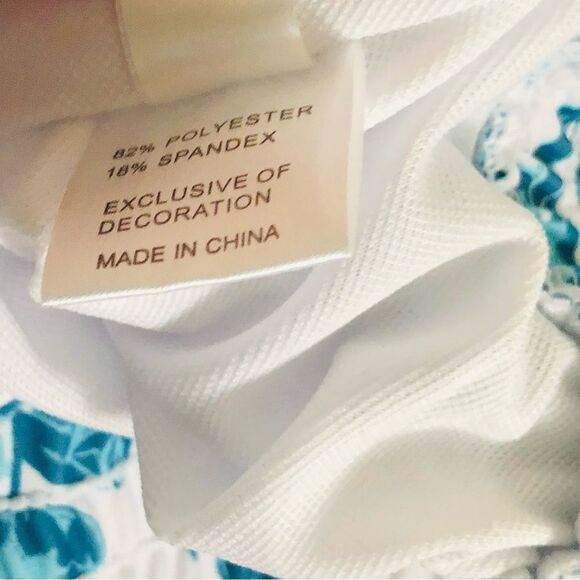 82% POLYESTER
18% SPANDEX
EXCLUSIVE OF
DECORATION
MADE IN CHINA